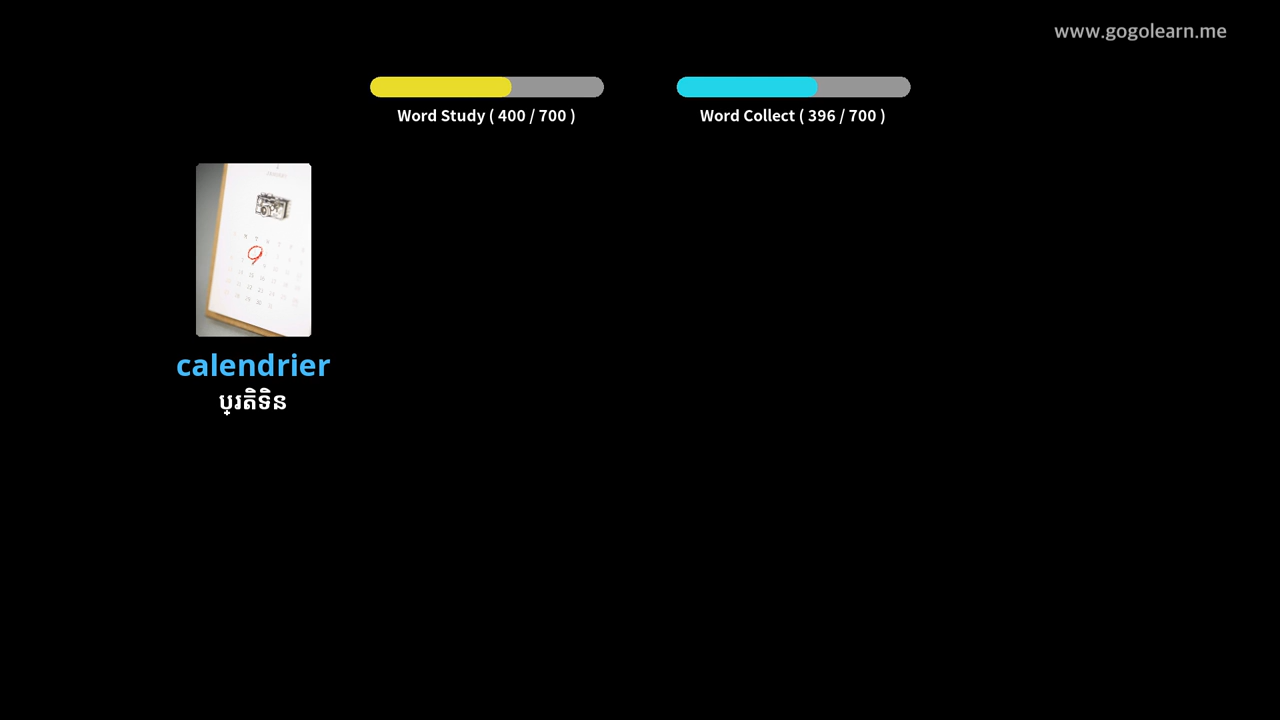 www.gogolearn.me
Word Study ( 400 / 700 )
Word Collect ( 396 / 700 )
calendrier
ប្រតិទិន